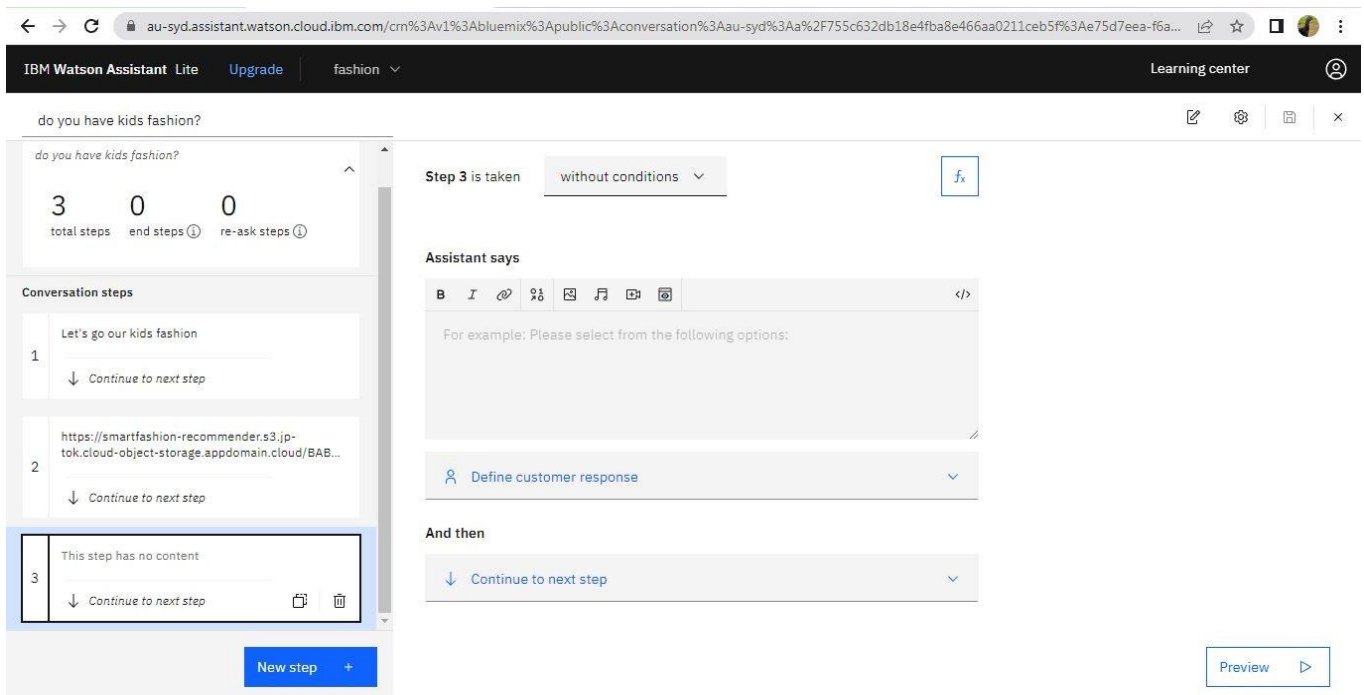 au-syd.assistant.watson.cloud.ibm.com/crn%3Av1%3Abluemix%3Apublic%3Aconversation%3Aau-syd%3Aa%2F755c632db18e4fba8e466aa0211ceb5f%3Ae75d7eea-f6a...
IBM Watson Assistant Lite Upgrade fashion Learning center
do you have kids fashion?
do you have kids fashion?
3 0 0
total steps end steps re-ask steps
Conversation steps
1
Let's go our kids fashion
Continue to next step
2
https://smartfashion-recommender.s3.jp-
tok.cloud-object-storage.appdomain.cloud/BAB...
Continue to next step
3
This step has no content
Continue to next step
New step +
Step 3 is taken without conditions
fx
Assistant says
B I </>
For example: Please select from the following options:
Define customer response
And then
Continue to next step
Preview